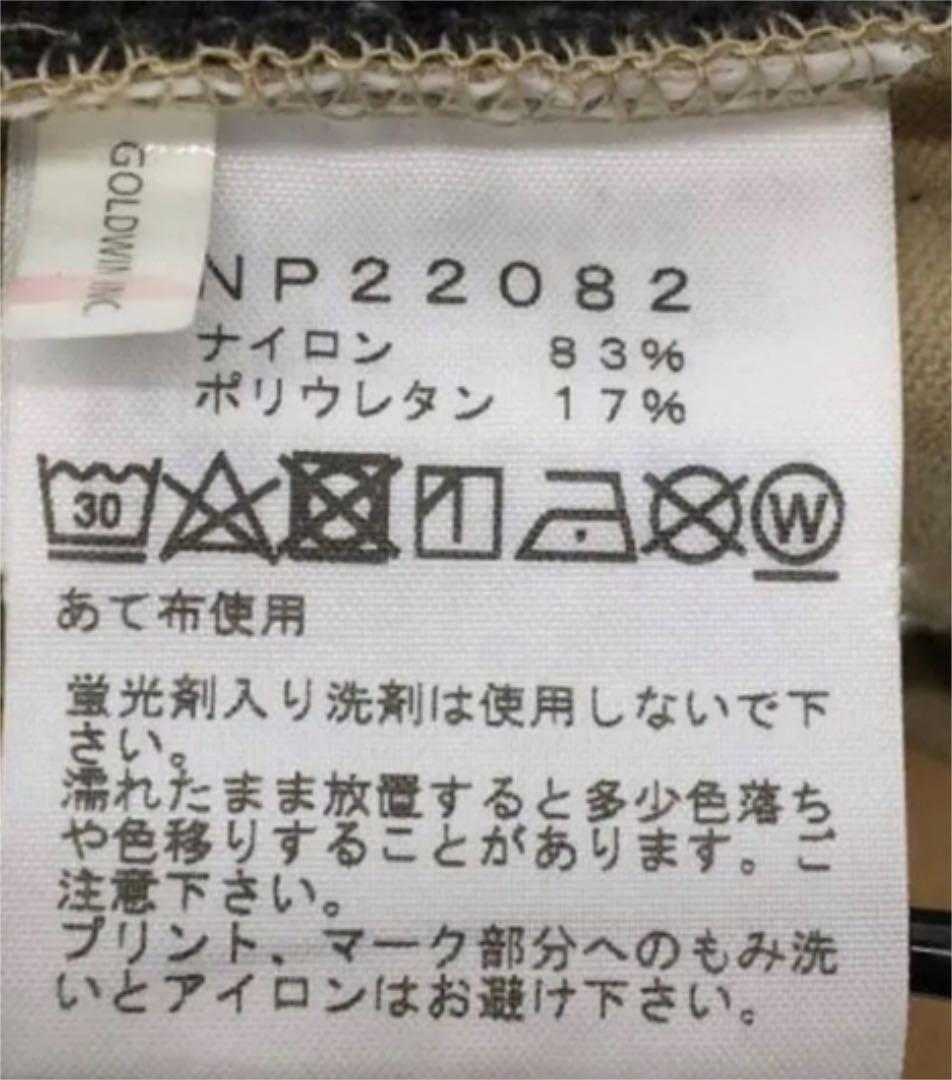 GOLDWIN INC
NP22082
ナイロン 83%
ポリウレタン 17%
30
W
あて布使用
蛍光剤入り洗剤は使用しないで下
さい。
濡れたまま放置すると多少色落ち
や色移りすることがあります。ご
注意下さい。
プリント、マーク部分へのもみ洗
いとアイロンはお避け下さい。